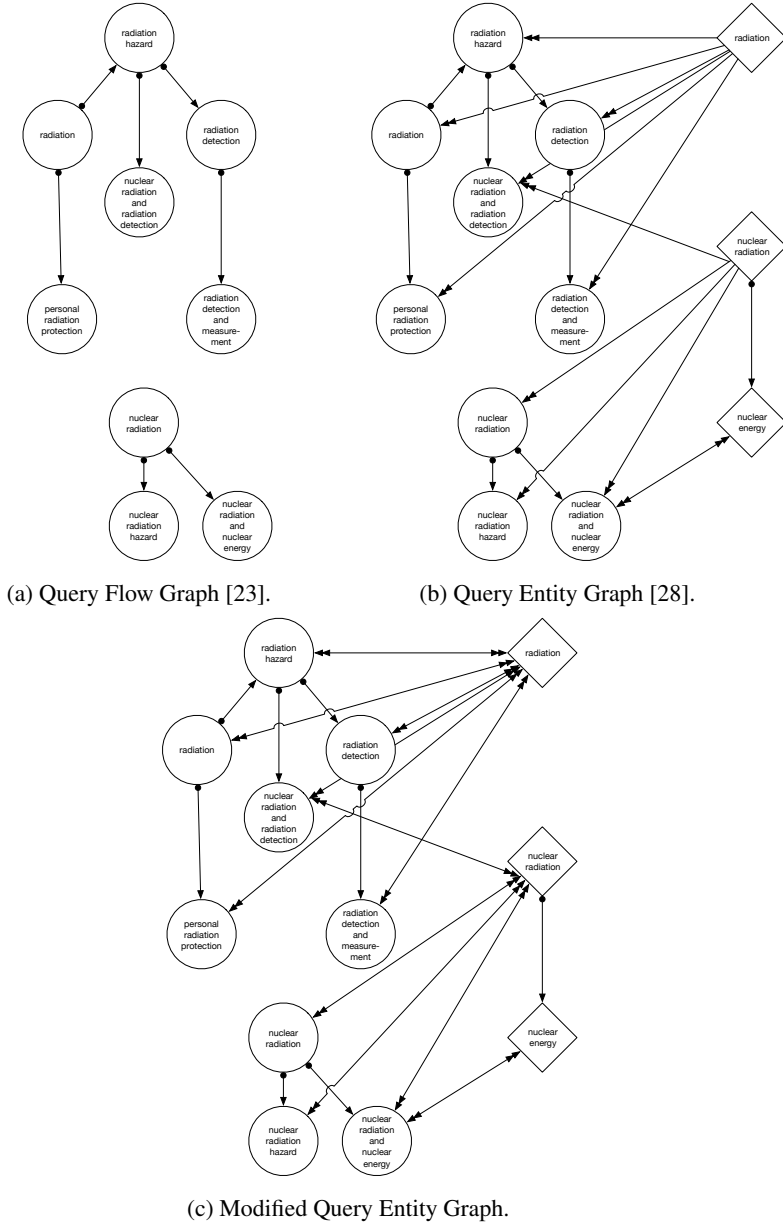 radiation
hazard
radiation
radiation
detection
nuclear
radiation
and
radiation
detection
personal
radiation
protection
radiation
detection
and
measure-
ment
nuclear
radiation
nuclear
radiation
hazard
nuclear
radiation
and
nuclear
energy
(a) Query Flow Graph [23].
radiation
hazard
radiation
radiation
radiation
detection
nuclear
radiation
and
radiation
detection
nuclear
radiation
personal
radiation
protection
radiation
detection
and
measure-
ment
nuclear
radiation
nuclear
energy
nuclear
radiation
hazard
nuclear
radiation
and
nuclear
energy
(b) Query Entity Graph [28].
radiation
hazard
radiation
radiation
radiation
detection
nuclear
radiation
and
radiation
detection
nuclear
radiation
personal
radiation
protection
radiation
detection
and
measure-
ment
nuclear
radiation
nuclear
energy
nuclear
radiation
hazard
nuclear
radiation
and
nuclear
energy
(c) Modified Query Entity Graph.